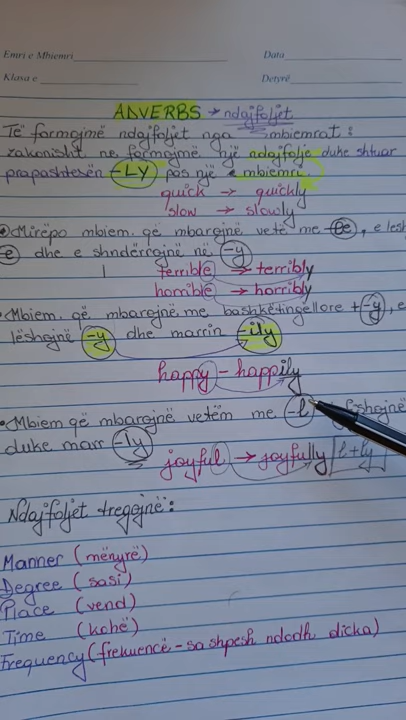 Emri e Mbiemri
Data
Klasa e
Detyrë
ADVERBS → ndajfoljet
Të formojmë ndajfoljet nga mbiemrat:
zakonisht ne formojmë një ndajfolje duke shtuar
prapashtesën -LY pas një mbiemri.
quick → quickly
slow → slowly
Mirëpo mbiem. që mbarojnë vetë me -le, e lësh
-e dhe e shndërrojnë në -y
terrible → terribly
horrible → horribly
• Mbiem. që mbarojnë me bashkëtingëllore + -y, e
lëshojnë -y dhe marrin -ily
happy - happily
• Mbiem që mbarojnë vetëm me -l lëshojnë
duke marr -ly
joyful → joyfully l+ly
Ndajfoljet tregojnë:
Manner (mënyrë)
Degree (sasi)
Place (vend)
Time (kohë)
Frequency (frekuencë - sa shpesh ndodh dicka)